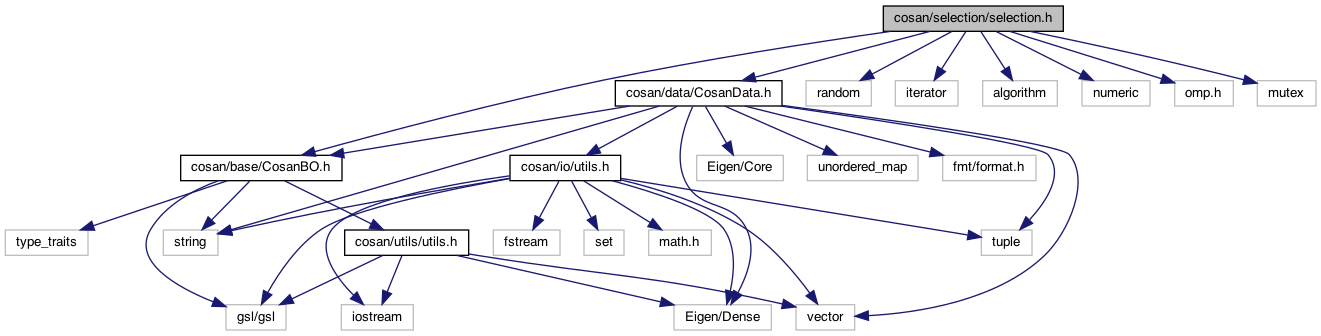 cosan/selection/selection.h
cosan/data/CosanData.h
random
iterator
algorithm
numeric
omp.h
mutex
cosan/base/CosanBO.h
cosan/io/utils.h
Eigen/Core
unordered_map
fmt/format.h
type_traits
string
cosan/utils/utils.h
fstream
set
math.h
tuple
gsl/gsl
iostream
Eigen/Dense
vector